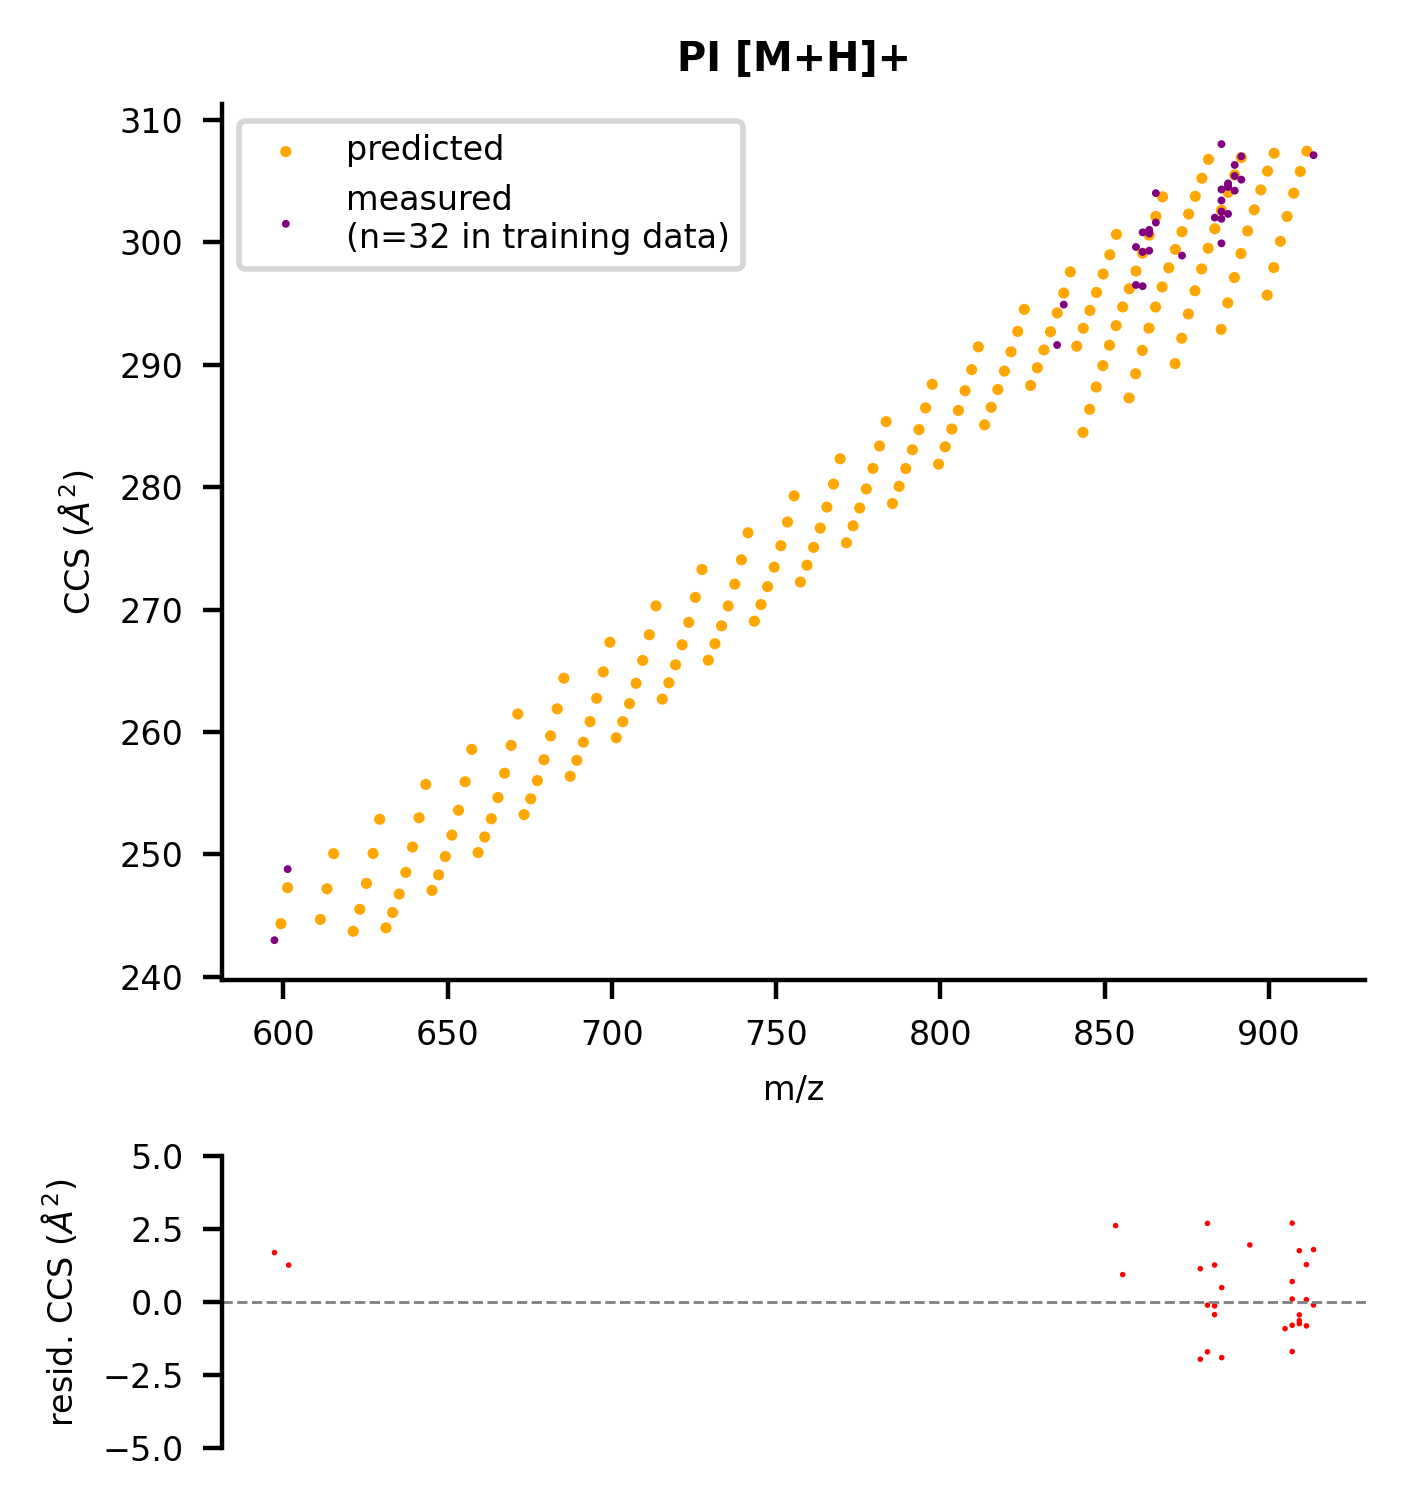 PI [M+H]+
310
300
290
280
270
260
250
240
CCS (Å²)
predicted
measured
(n=32 in training data)
600 650 700 750 800 850 900
m/z
5.0
2.5
0.0
−2.5
−5.0
resid. CCS (Å²)